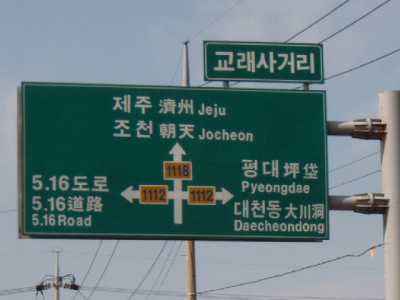 교래사거리
제주 濟州 Jeju
조천 朝天 Jocheon
1118
1112
1112
5.16도로
5.16道路
5.16 Road
평대 坪岱
Pyeongdae
대천동 大川洞
Daecheondong